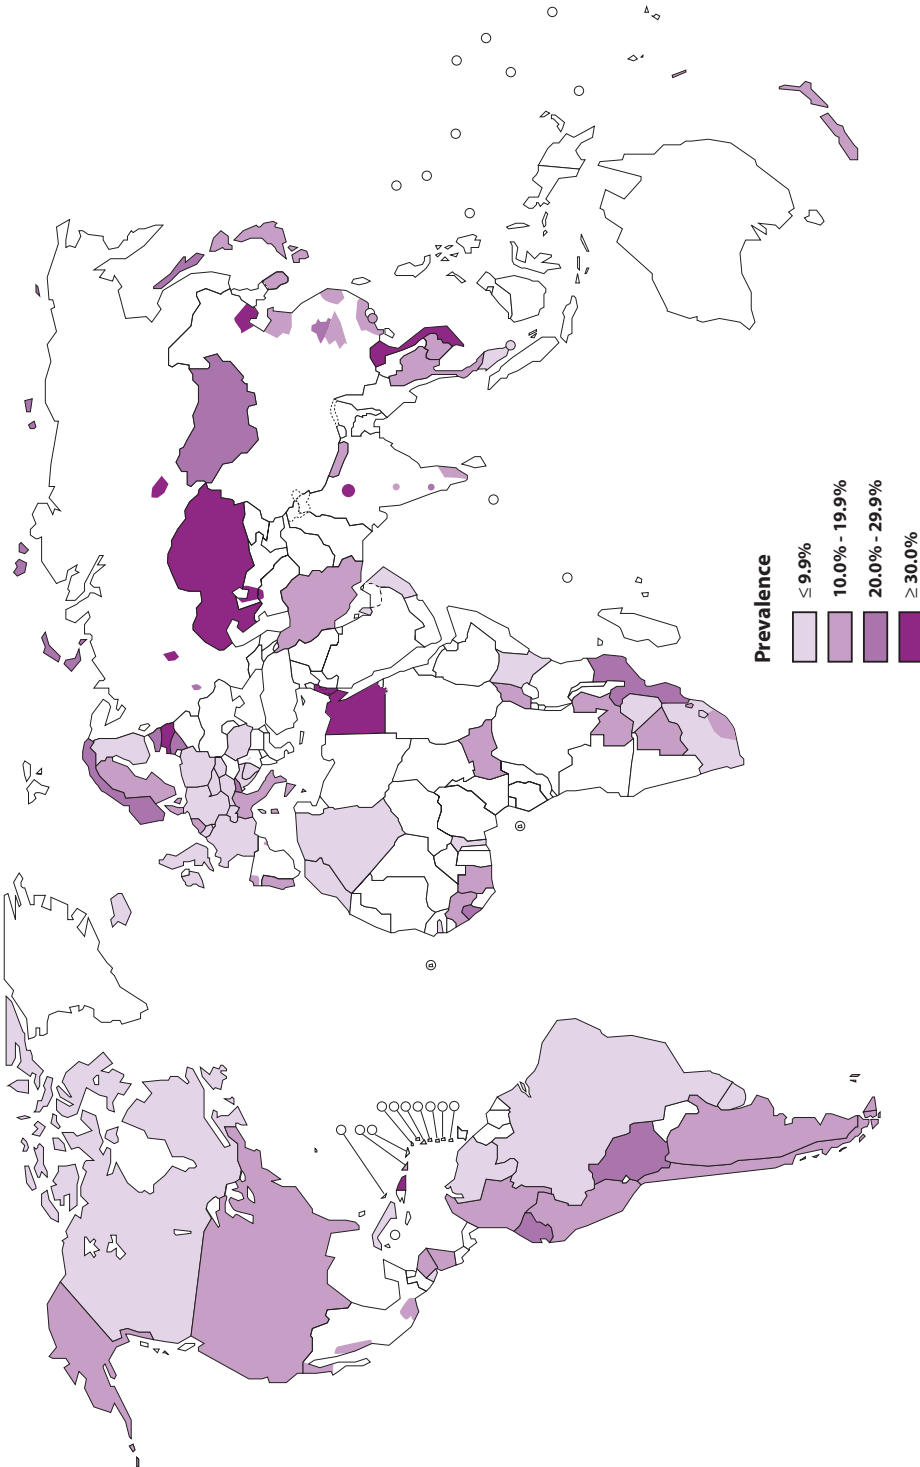 Prevalence
≤ 9.9%
10.0% - 19.9%
20.0% - 29.9%
≥ 30.0%
@
@